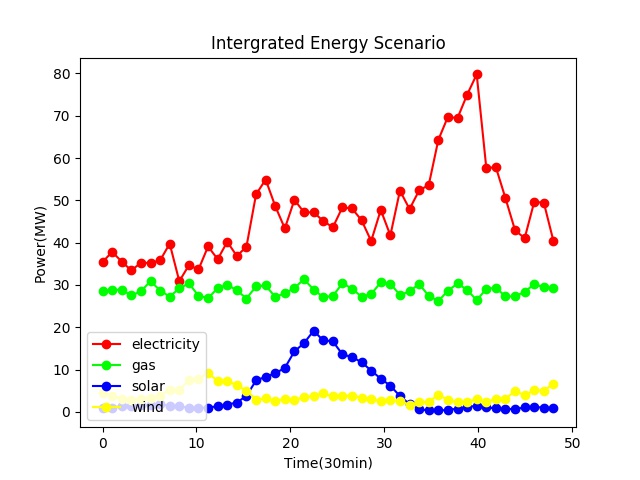 Intergrated Energy Scenario
Power(MW)
80
70
60
50
40
30
20
10
0
electricity
gas
solar
wind
0 10 20 30 40 50
Time(30min)